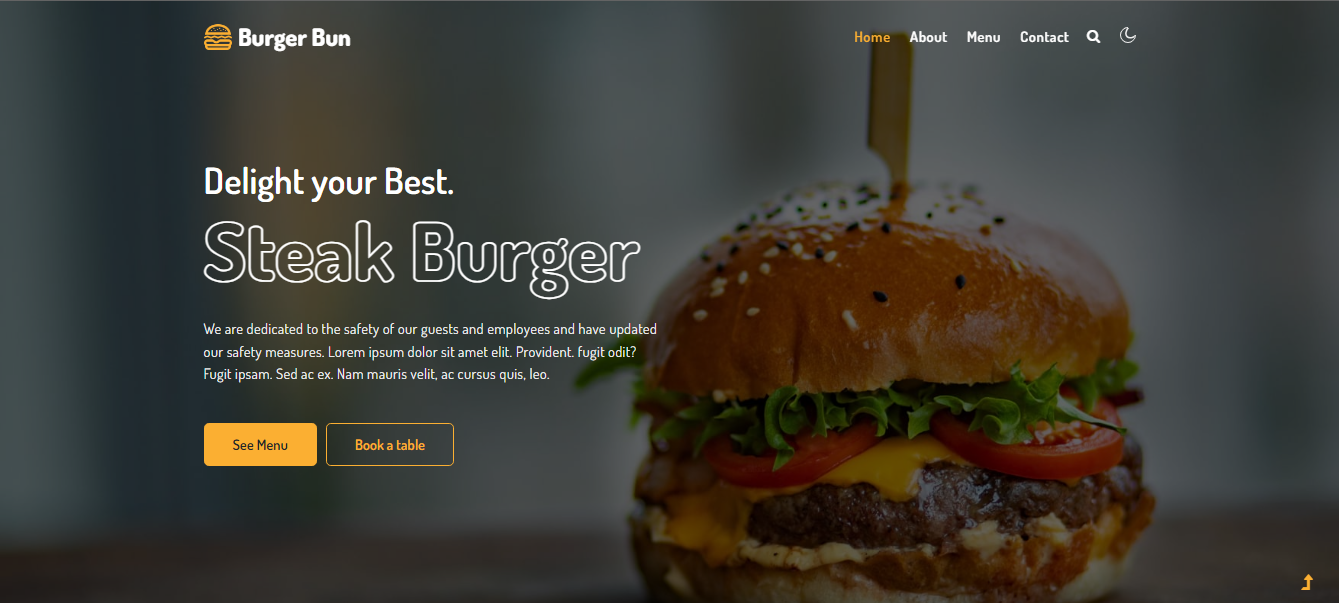 Burger Bun
Home About Menu Contact
Delight your Best.
Steak Burger
We are dedicated to the safety of our guests and employees and have updated
our safety measures. Lorem ipsum dolor sit amet elit. Provident. fugit odit?
Fugit ipsam. Sed ac ex. Nam mauris velit, ac cursus quis, leo.
See Menu Book a table